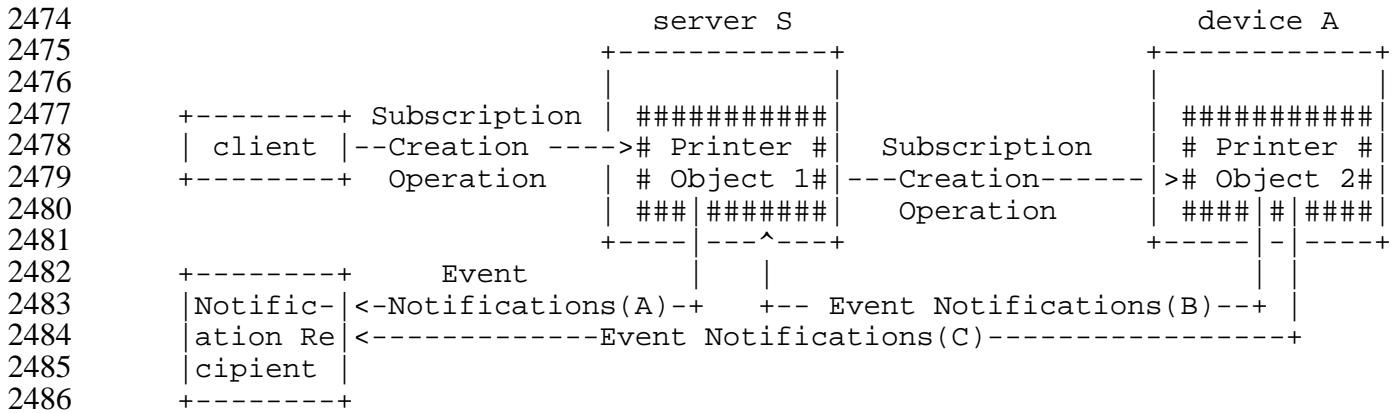 2474                                   server S                       device A
2475                                +------------+                 +------------+
2476                                |            |                 |            |
2477      +--------+ Subscription | ###########|                 | ###########|
2478      | client |--Creation ----># Printer #|  Subscription   | # Printer #|
2479      +--------+  Operation   | # Object 1#|---Creation------|># Object 2#|
2480                              | ###|#######|   Operation     | ####|#|####|
2481                              +----|---^---+                 +-----|-|----+
2482      +--------+     Event         |   |                           | |
2483      |Notific-|<-Notifications(A)-+   +-- Event Notifications(B)--+ |
2484      |ation Re|<-------------Event Notifications(C)-----------------+
2485      |cipient |
2486      +--------+